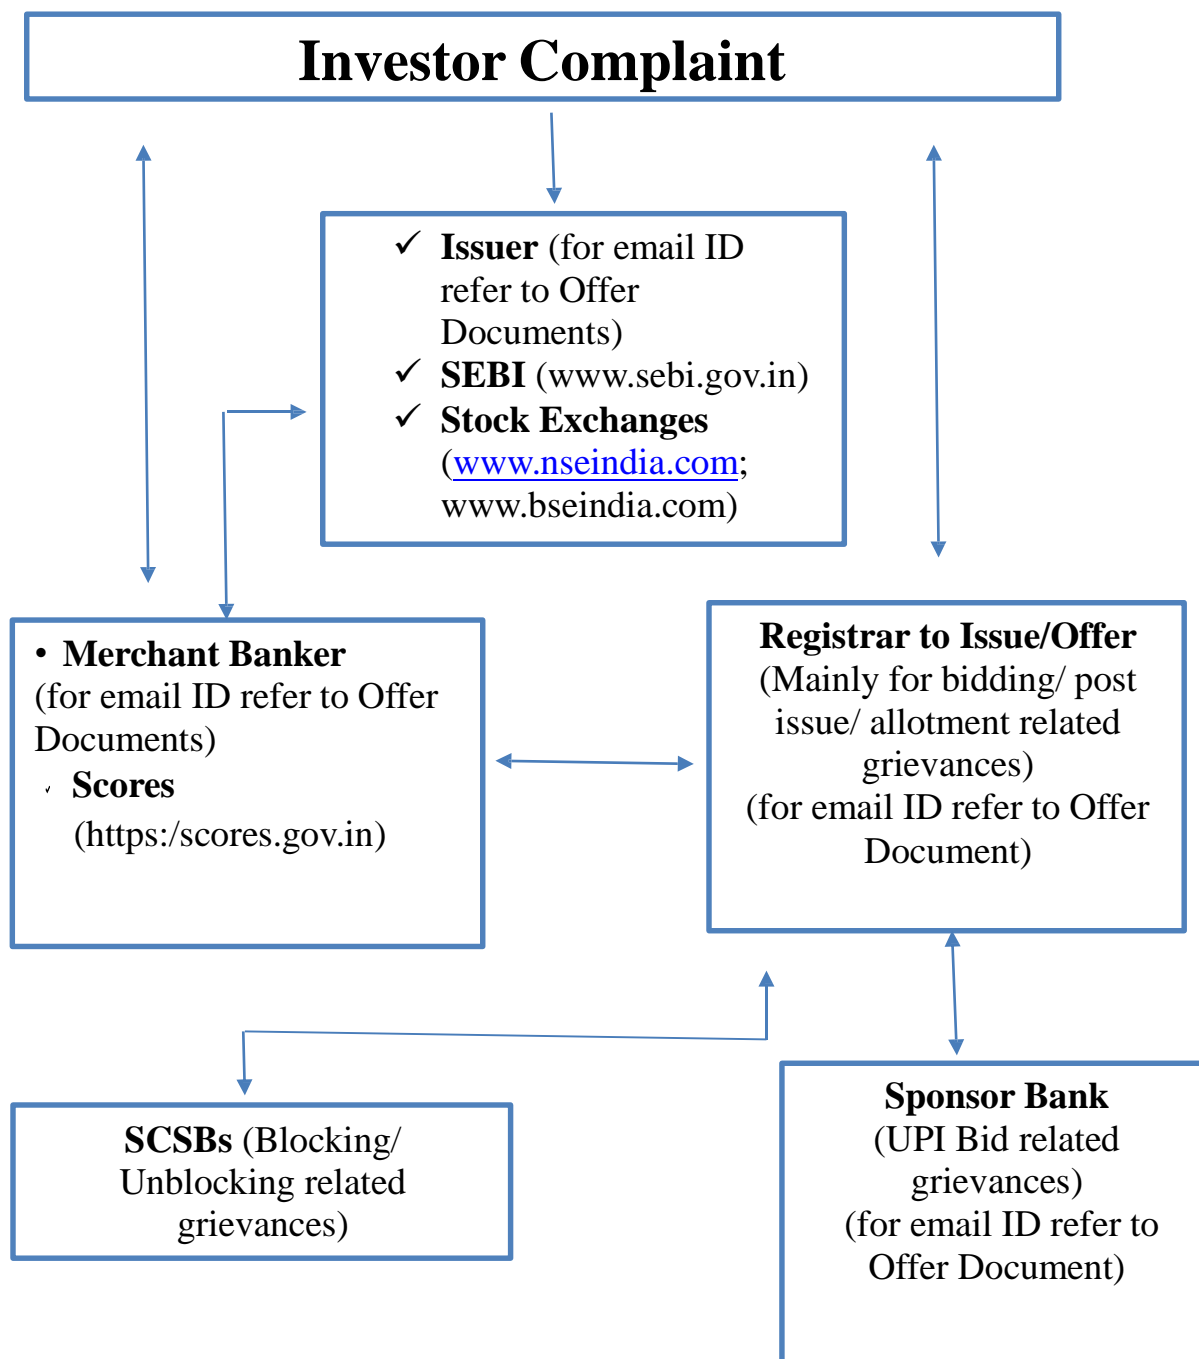 Investor Complaint
✓ Issuer (for email ID
refer to Offer
Documents)
✓ SEBI (www.sebi.gov.in)
✓ Stock Exchanges
(www.nseindia.com;
www.bseindia.com)
• Merchant Banker
(for email ID refer to Offer
Documents)
✓ Scores
(https:/scores.gov.in)
Registrar to Issue/Offer
(Mainly for bidding/ post
issue/ allotment related
grievances)
(for email ID refer to Offer
Document)
SCSBs (Blocking/
Unblocking related
grievances)
Sponsor Bank
(UPI Bid related
grievances)
(for email ID refer to
Offer Document)